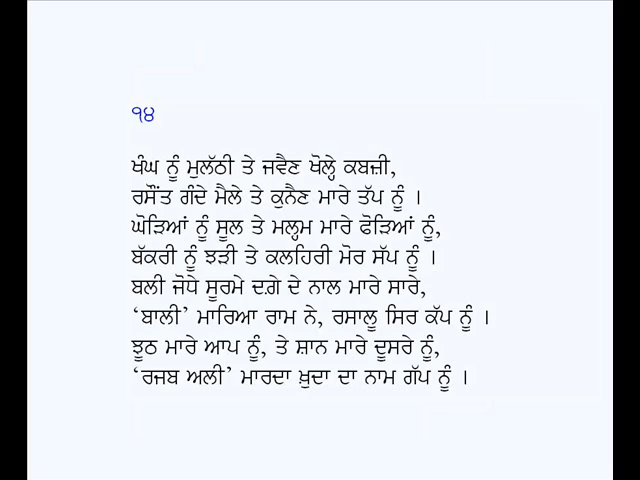 ੧੪
ਖੰਘ ਨੂੰ ਮੁਲੱਠੀ ਤੇ ਜਵੈਣ ਖੋਲ੍ਹੇ ਕਬਜ਼ੀ,
ਰਸੌਂਤ ਗੰਦੇ ਮੈਲੇ ਤੇ ਕੁਨੈਣ ਮਾਰੇ ਤੱਪ ਨੂੰ ।
ਘੋੜਿਆਂ ਨੂੰ ਸੂਲ ਤੇ ਮਲ੍ਹਮ ਮਾਰੇ ਫੋੜਿਆਂ ਨੂੰ,
ਬੱਕਰੀ ਨੂੰ ਝੜੀ ਤੇ ਕਲਹਿਰੀ ਮੋਰ ਸੱਪ ਨੂੰ ।
ਬਲੀ ਜੋਧੇ ਸੂਰਮੇ ਦਗ਼ੇ ਦੇ ਨਾਲ ਮਾਰੇ ਸਾਰੇ,
‘ਬਾਲੀ’ ਮਾਰਿਆ ਰਾਮ ਨੇ, ਰਸਾਲੂ ਸਿਰ ਕੱਪ ਨੂੰ ।
ਝੂਠ ਮਾਰੇ ਆਪ ਨੂੰ, ਤੇ ਸ਼ਾਨ ਮਾਰੇ ਦੂਸਰੇ ਨੂੰ,
‘ਰਜਬ ਅਲੀ’ ਮਾਰਦਾ ਖ਼ੁਦਾ ਦਾ ਨਾਮ ਗੱਪ ਨੂੰ ।